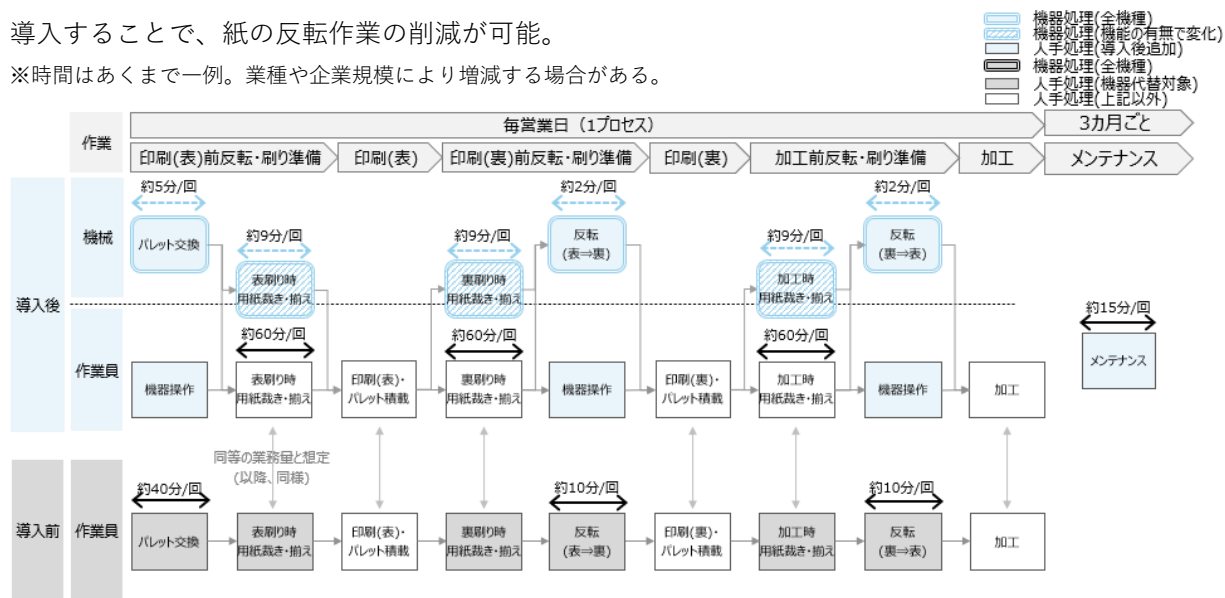 導入することで、紙の反転作業の削減が可能。
※時間はあくまで一例。業種や企業規模により増減する場合がある。
機器処理(全機種)
機器処理(機能の有無で変化)
人手処理(導入後追加)
機器処理(全機種)
人手処理(機器代替対象)
人手処理(上記以外)
作業
毎営業日（1プロセス）
3カ月ごと
印刷(表)前反転・刷り準備
印刷(表)
印刷(裏)前反転・刷り準備
印刷(裏)
加工前反転・刷り準備
加工
メンテナンス
導入後
機械
約5分/回
パレット交換
約9分/回
表刷り時
用紙裁き・揃え
約9分/回
裏刷り時
用紙裁き・揃え
約2分/回
反転
(表⇒裏)
約9分/回
加工時
用紙裁き・揃え
約2分/回
反転
(裏⇒表)
作業員
機器操作
約60分/回
表刷り時
用紙裁き・揃え
印刷(表)・
パレット積載
約60分/回
裏刷り時
用紙裁き・揃え
機器操作
印刷(裏)・
パレット積載
約60分/回
加工時
用紙裁き・揃え
機器操作
加工
約15分/回
メンテナンス
同等の業務量と想定
(以降、同様)
導入前
作業員
約40分/回
パレット交換
表刷り時
用紙裁き・揃え
印刷(表)・
パレット積載
裏刷り時
用紙裁き・揃え
約10分/回
反転
(表⇒裏)
印刷(裏)・
パレット積載
加工時
用紙裁き・揃え
約10分/回
反転
(裏⇒表)
加工